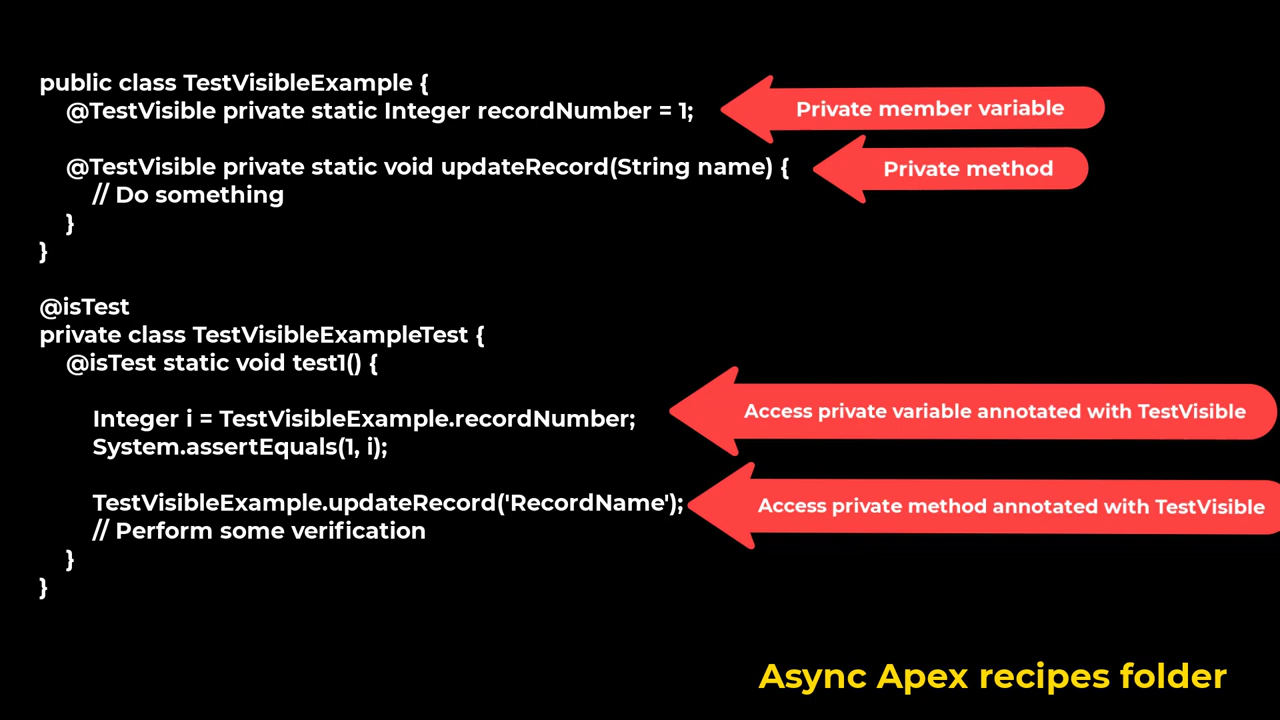 public class TestVisibleExample {
@TestVisible private static Integer recordNumber = 1;
Private member variable
@TestVisible private static void updateRecord(String name) {
Private method
// Do something
}
}
@isTest
private class TestVisibleExampleTest {
@isTest static void test1() {
Integer i = TestVisibleExample.recordNumber;
Access private variable annotated with TestVisible
System.assertEquals(1, i);
TestVisibleExample.updateRecord('RecordName');
Access private method annotated with TestVisible
// Perform some verification
}
}
Async Apex recipes folder